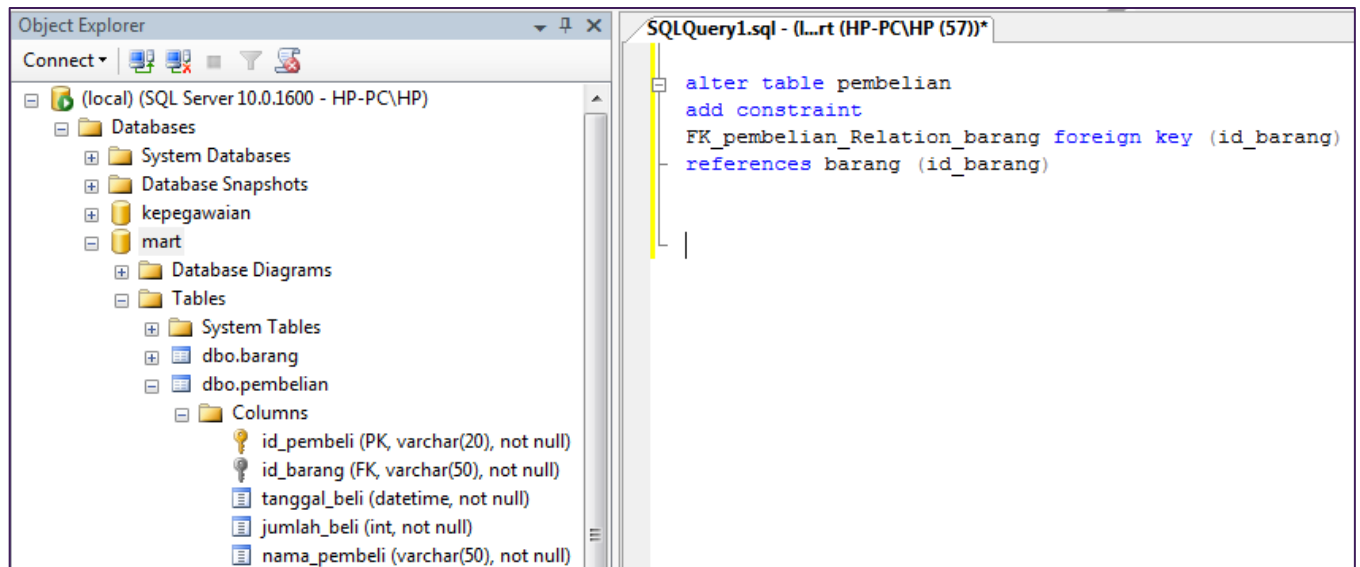 Object Explorer
Connect
(local) (SQL Server 10.0.1600 - HP-PC\HP)
Databases
System Databases
Database Snapshots
kepegawaian
mart
Database Diagrams
Tables
System Tables
dbo.barang
dbo.pembelian
Columns
id_pembeli (PK, varchar(20), not null)
id_barang (FK, varchar(50), not null)
tanggal_beli (datetime, not null)
jumlah_beli (int, not null)
nama_pembeli (varchar(50), not null)
SQLQuery1.sql - (l...rt (HP-PC\HP (57))*
alter table pembelian
add constraint
FK_pembelian_Relation_barang foreign key (id_barang)
references barang (id_barang)